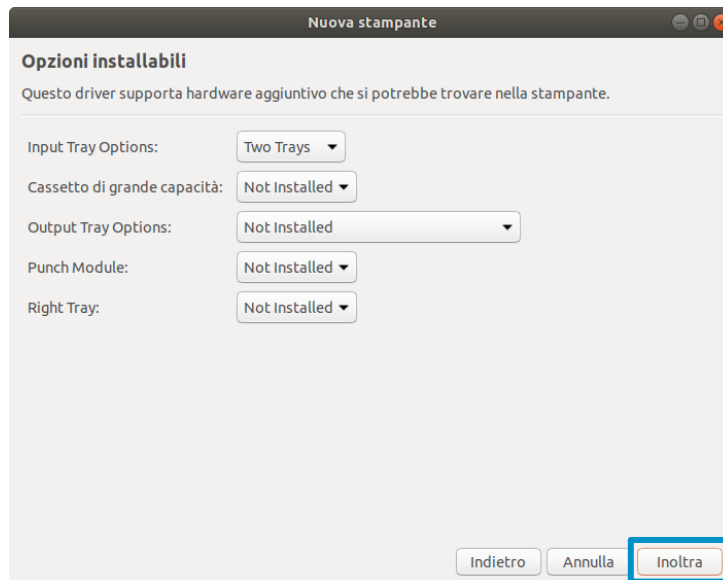 Nuova stampante
Opzioni installabili
Questo driver supporta hardware aggiuntivo che si potrebbe trovare nella stampante.
Input Tray Options: Two Trays
Cassetto di grande capacità: Not Installed
Output Tray Options: Not Installed
Punch Module: Not Installed
Right Tray: Not Installed
Indietro Annulla Inoltra